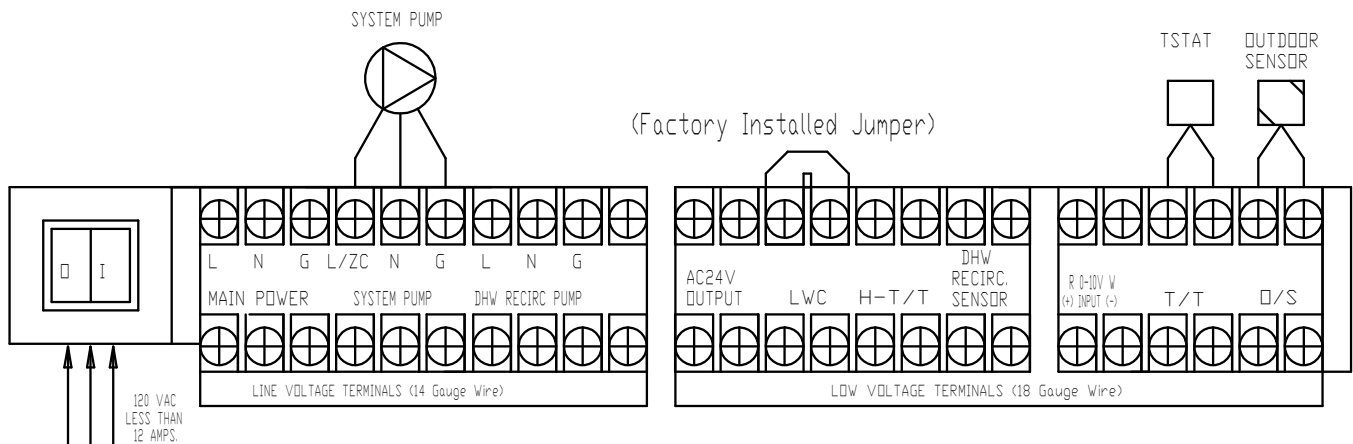 SYSTEM PUMP
TSTAT
OUTDOOR
SENSOR
(Factory Installed Jumper)
O I
L N G L/ZC N G L N G
MAIN POWER SYSTEM PUMP DHW RECIRC PUMP
AC24V
OUTPUT
LWC
H-T/T
DHW
RECIRC.
SENSOR
R 0-10V W
(+) INPUT (-)
T/T
O/S
LINE VOLTAGE TERMINALS (14 Gauge Wire)
LOW VOLTAGE TERMINALS (18 Gauge Wire)
120 VAC
LESS THAN
12 AMPS.